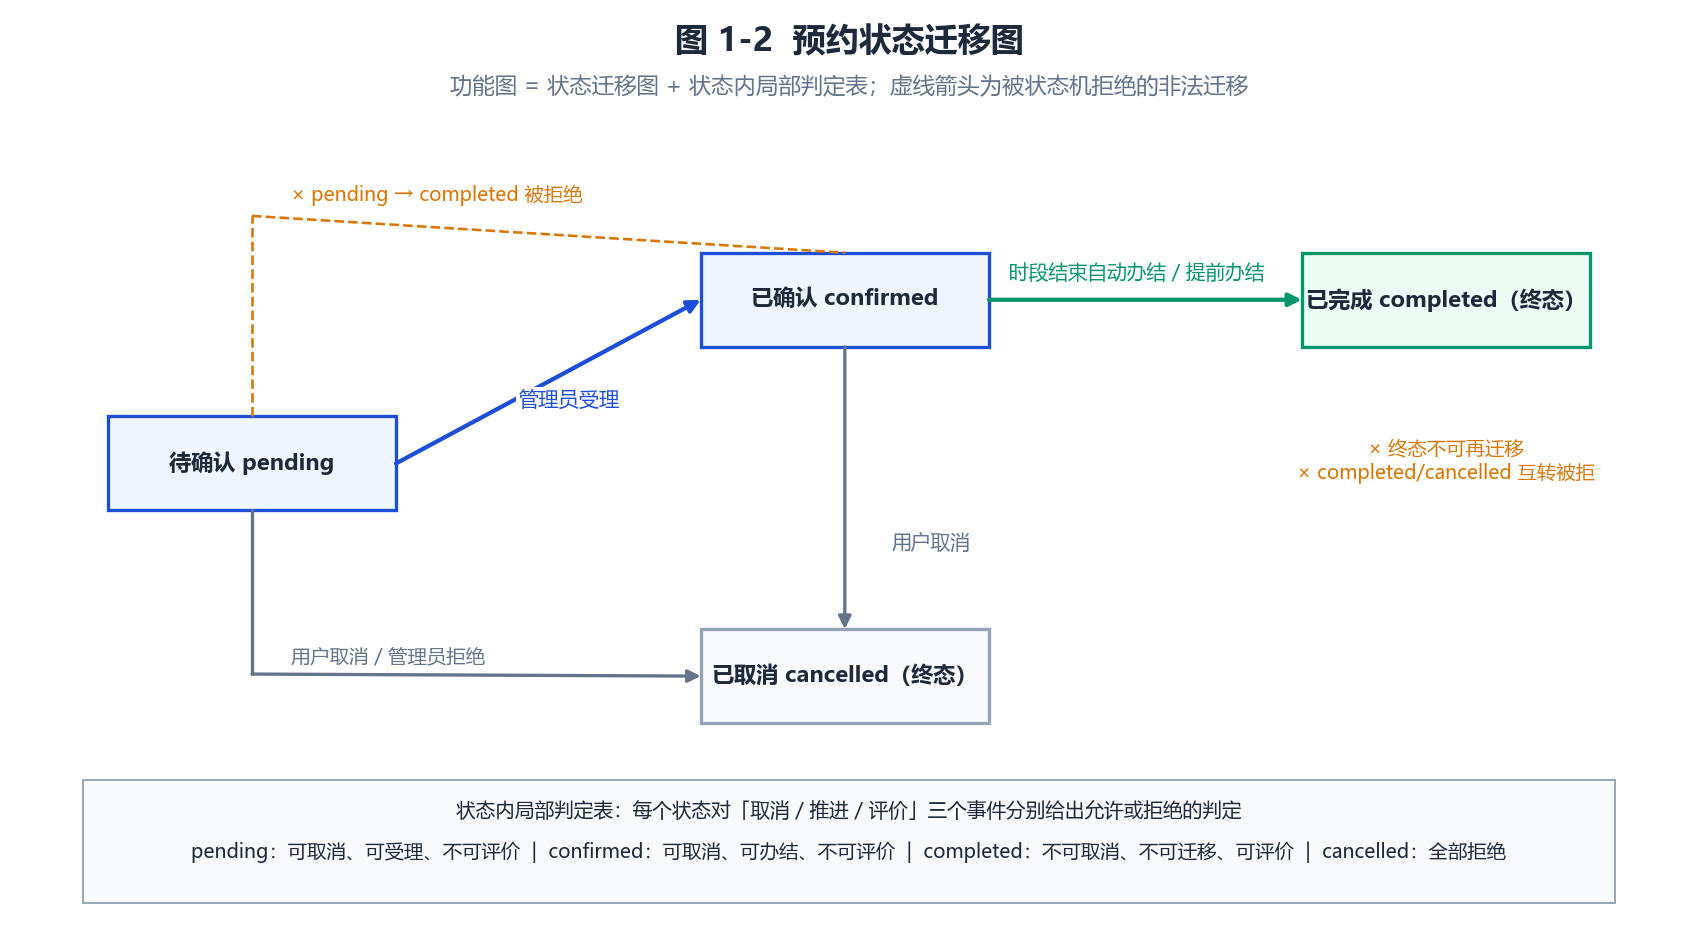 图 1-2 预约状态迁移图
功能图 = 状态迁移图 + 状态内局部判定表；虚线箭头为被状态机拒绝的非法迁移
× pending → completed 被拒绝
时段结束自动办结 / 提前办结
已确认 confirmed
已完成 completed（终态）
管理员受理
待确认 pending
× 终态不可再迁移
× completed/cancelled 互转被拒
用户取消
用户取消 / 管理员拒绝
已取消 cancelled（终态）
状态内局部判定表：每个状态对「取消 / 推进 / 评价」三个事件分别给出允许或拒绝的判定
pending：可取消、可受理、不可评价 | confirmed：可取消、可办结、不可评价 | completed：不可取消、不可迁移、可评价 | cancelled：全部拒绝